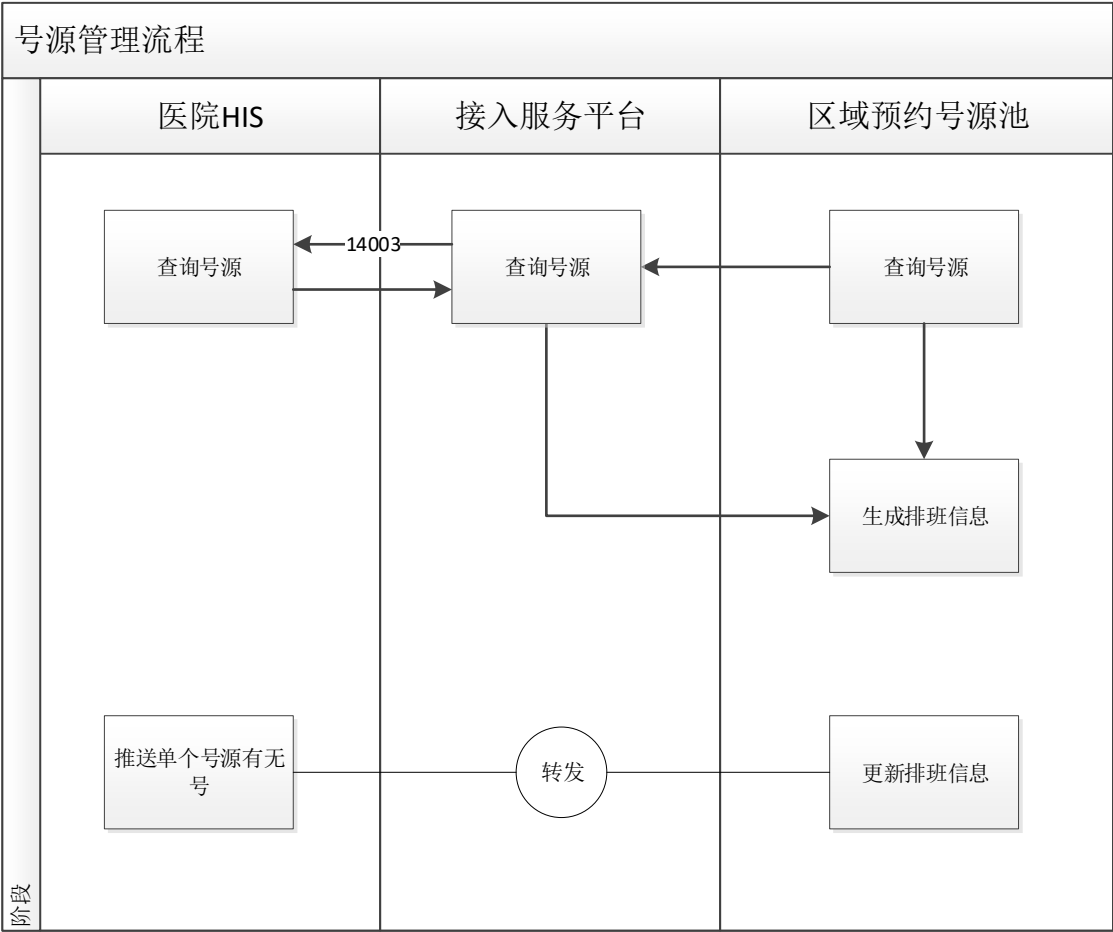 号源管理流程
医院HIS
接入服务平台
区域预约号源池
查询号源
14003
查询号源
查询号源
生成排班信息
推送单个号源有无
号
转发
更新排班信息
阶段